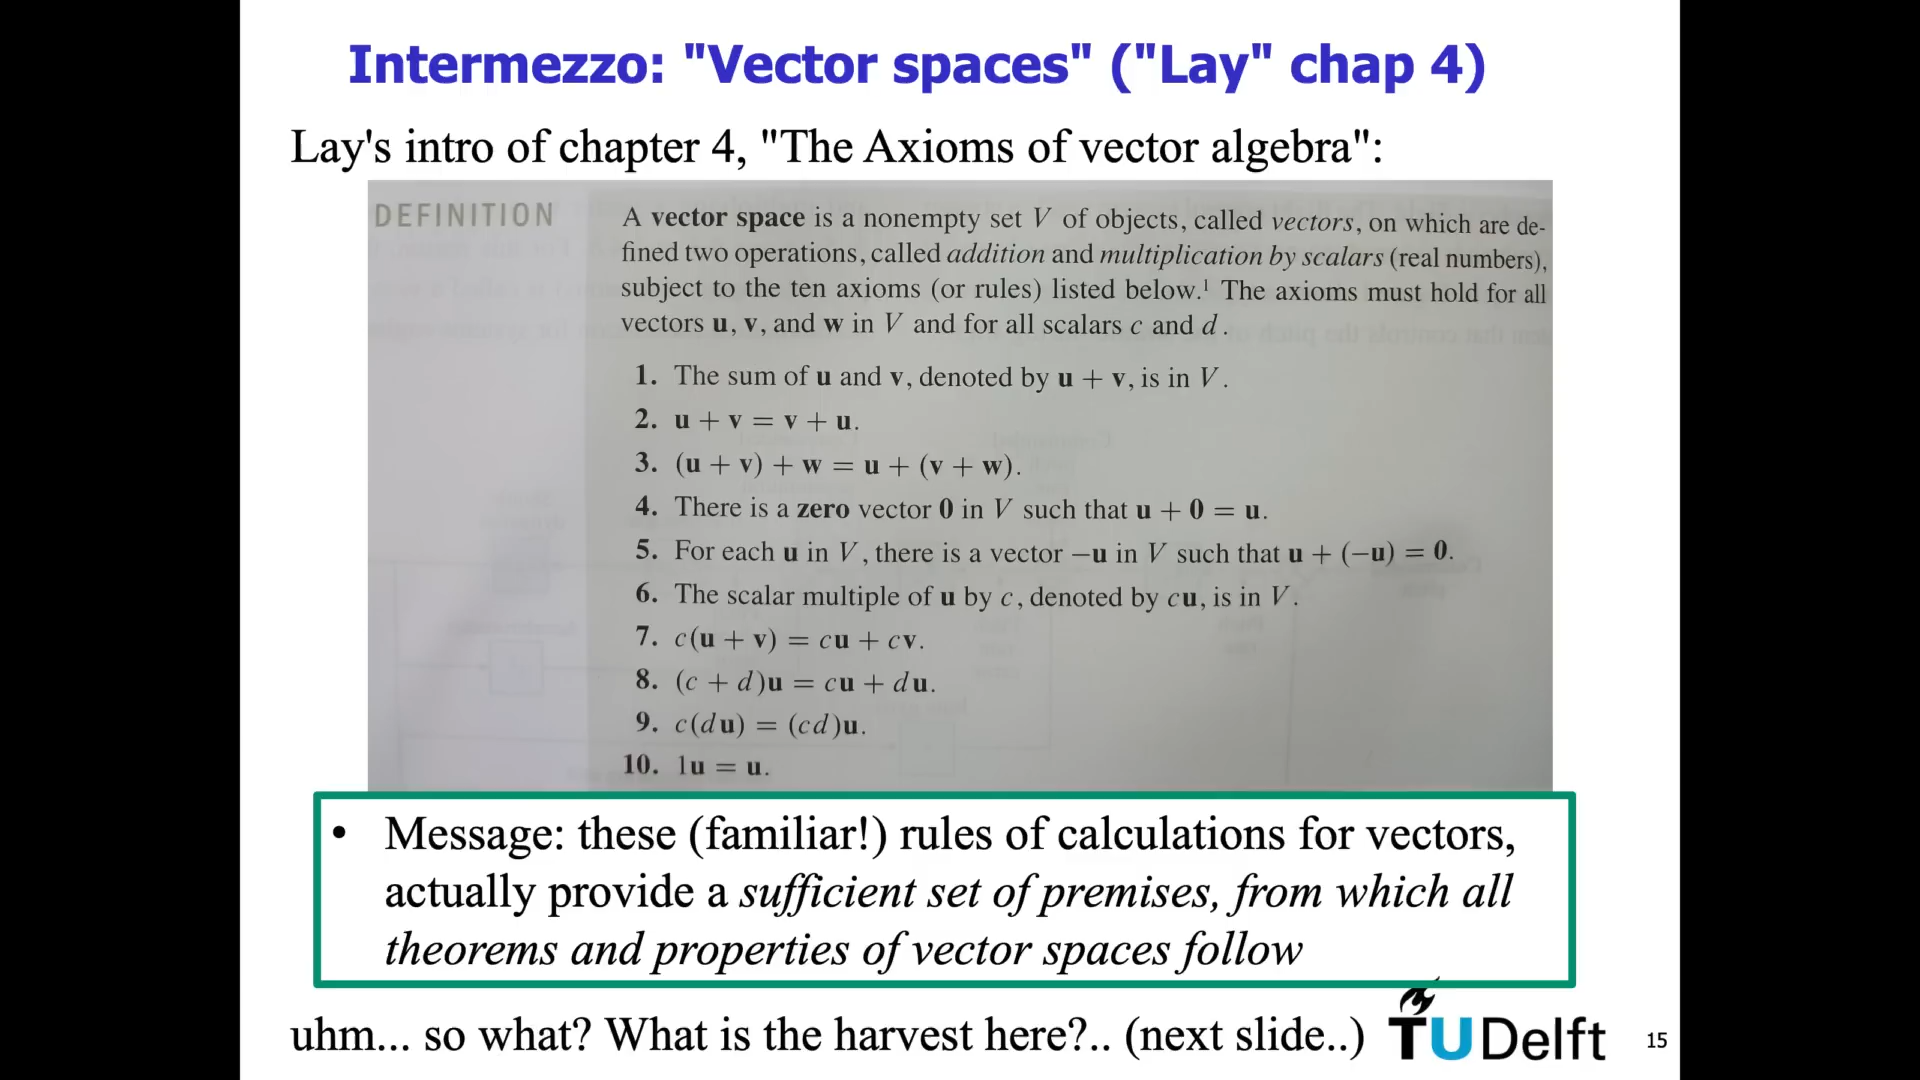 Intermezzo: "Vector spaces" ("Lay" chap 4)
Lay's intro of chapter 4, "The Axioms of vector algebra":
DEFINITION
A vector space is a nonempty set V of objects, called vectors, on which are de-
fined two operations, called addition and multiplication by scalars (real numbers),
subject to the ten axioms (or rules) listed below.¹ The axioms must hold for all
vectors u, v, and w in V and for all scalars c and d.
1. The sum of u and v, denoted by u + v, is in V.
2. u + v = v + u.
3. (u + v) + w = u + (v + w).
4. There is a zero vector 0 in V such that u + 0 = u.
5. For each u in V, there is a vector −u in V such that u + (−u) = 0.
6. The scalar multiple of u by c, denoted by cu, is in V.
7. c(u + v) = cu + cv.
8. (c + d)u = cu + du.
9. c(du) = (cd)u.
10. 1u = u.
• Message: these (familiar!) rules of calculations for vectors,
actually provide a sufficient set of premises, from which all
theorems and properties of vector spaces follow
uhm... so what? What is the harvest here?.. (next slide..)
TUDelft
15